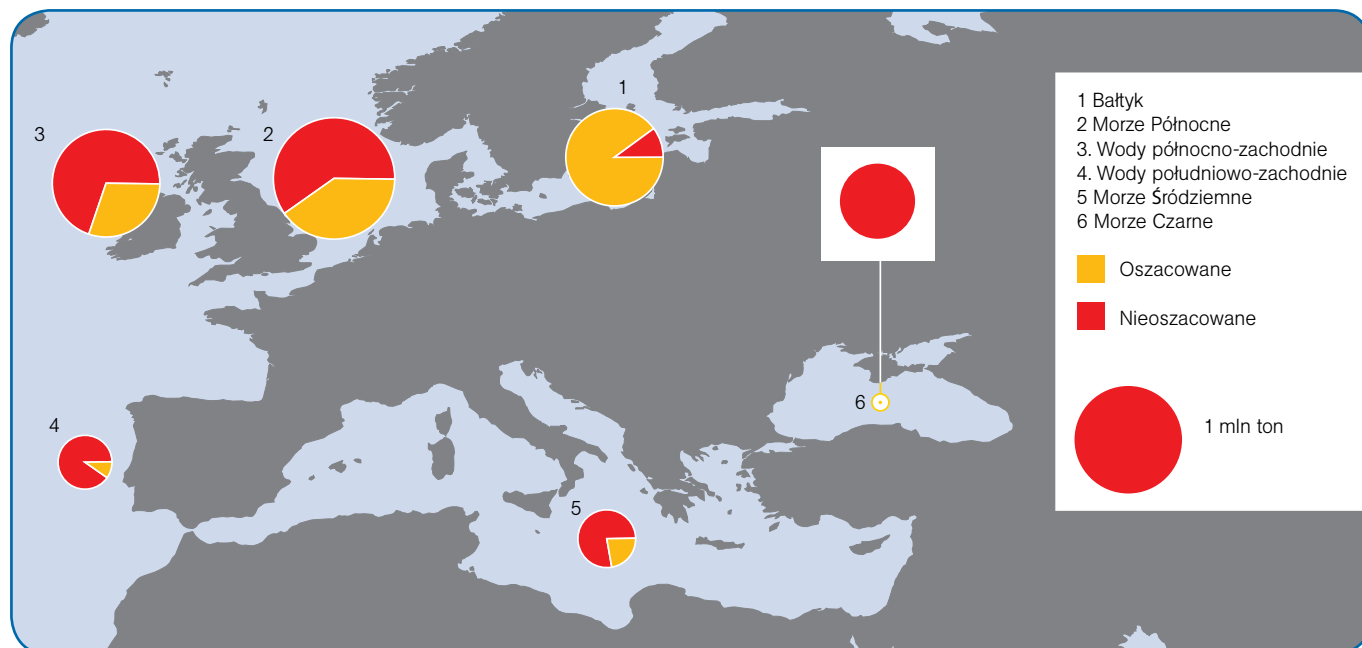 1
2
3
4
5
6
1 Bałtyk
2 Morze Północne
3. Wody północno-zachodnie
4. Wody południowo-zachodnie
5 Morze Śródziemne
6 Morze Czarne
Oszacowane
Nieoszacowane
1 mln ton